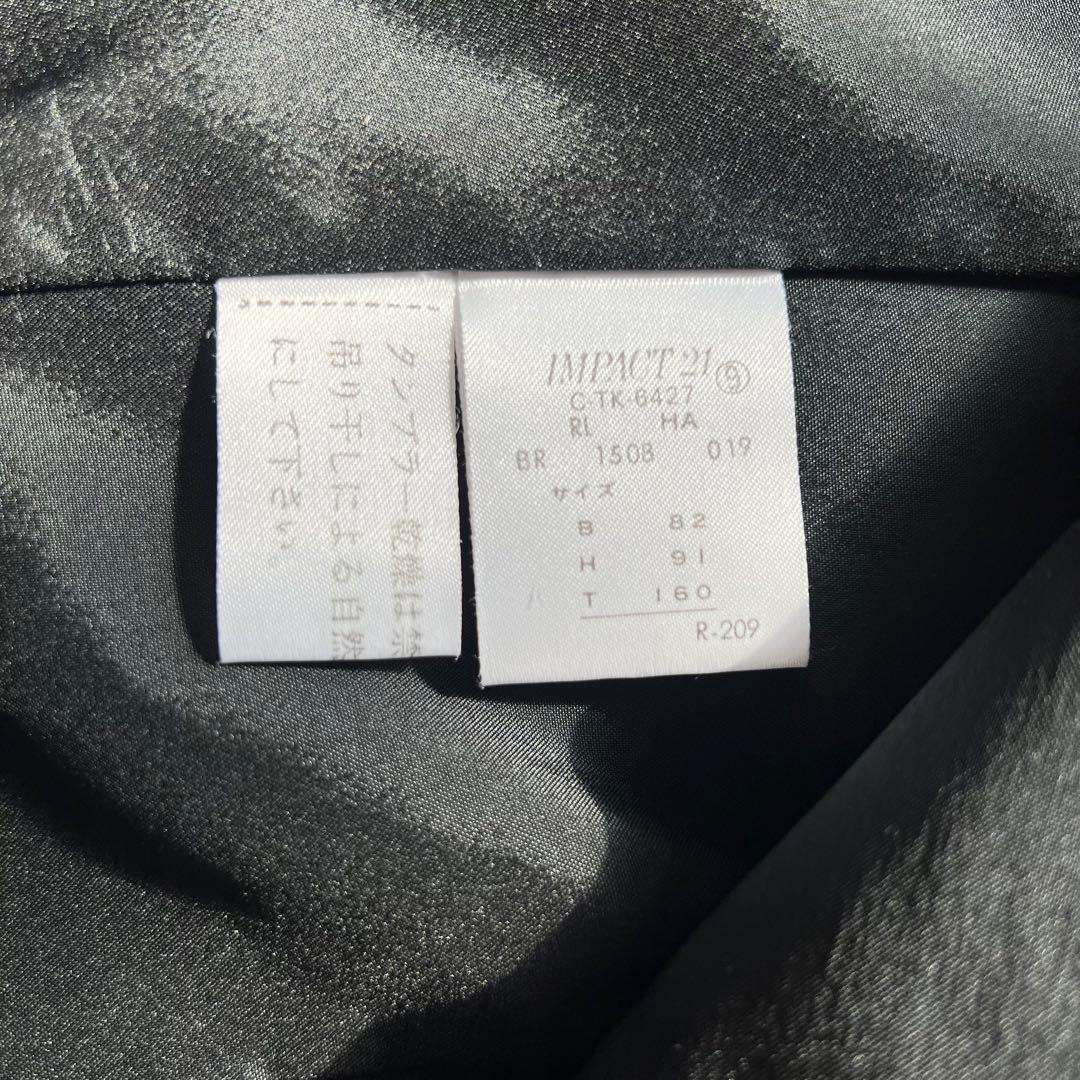 タンブラー乾燥は禁
吊り干しによる自然
にして下さい。
IMPACT 21 ⑨
C.TK-6427
RI HA
BR 1508 019
サイズ
B 82
H 91
T 160
R-209